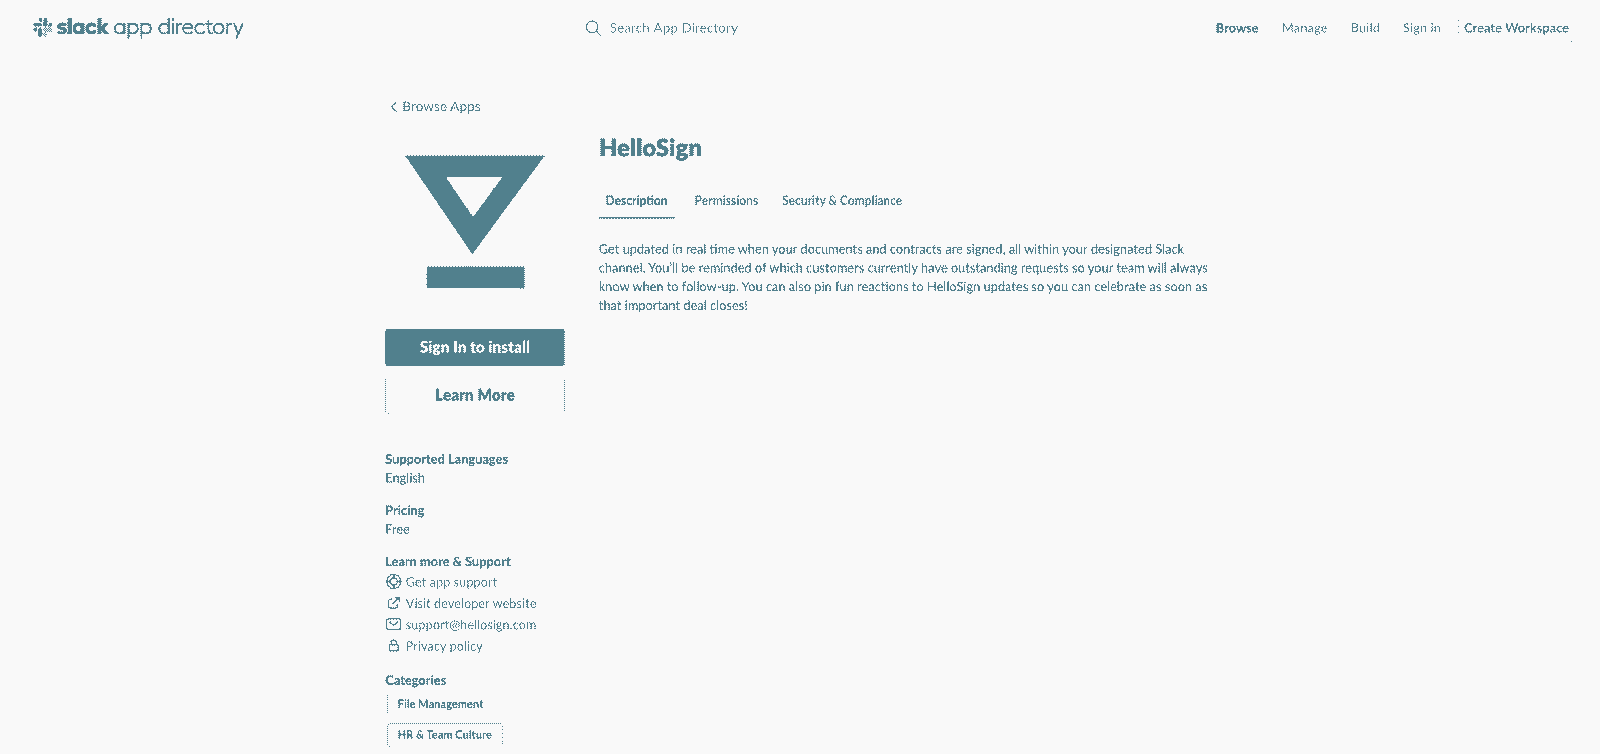 slack app directory
Search App Directory
Browse Manage Build Sign in Create Workspace
Browse Apps
HelloSign
Description Permissions Security & Compliance
Get updated in real time when your documents and contracts are signed, all within your designated Slack
channel. You'll be reminded of which customers currently have outstanding requests so your team will always
know when to follow-up. You can also pin fun reactions to HelloSign updates so you can celebrate as soon as
that important deal closes!
Sign In to install
Learn More
Supported Languages
English
Pricing
Free
Learn more & Support
Get app support
Visit developer website
support@hellosign.com
Privacy policy
Categories
File Management
HR & Team Culture